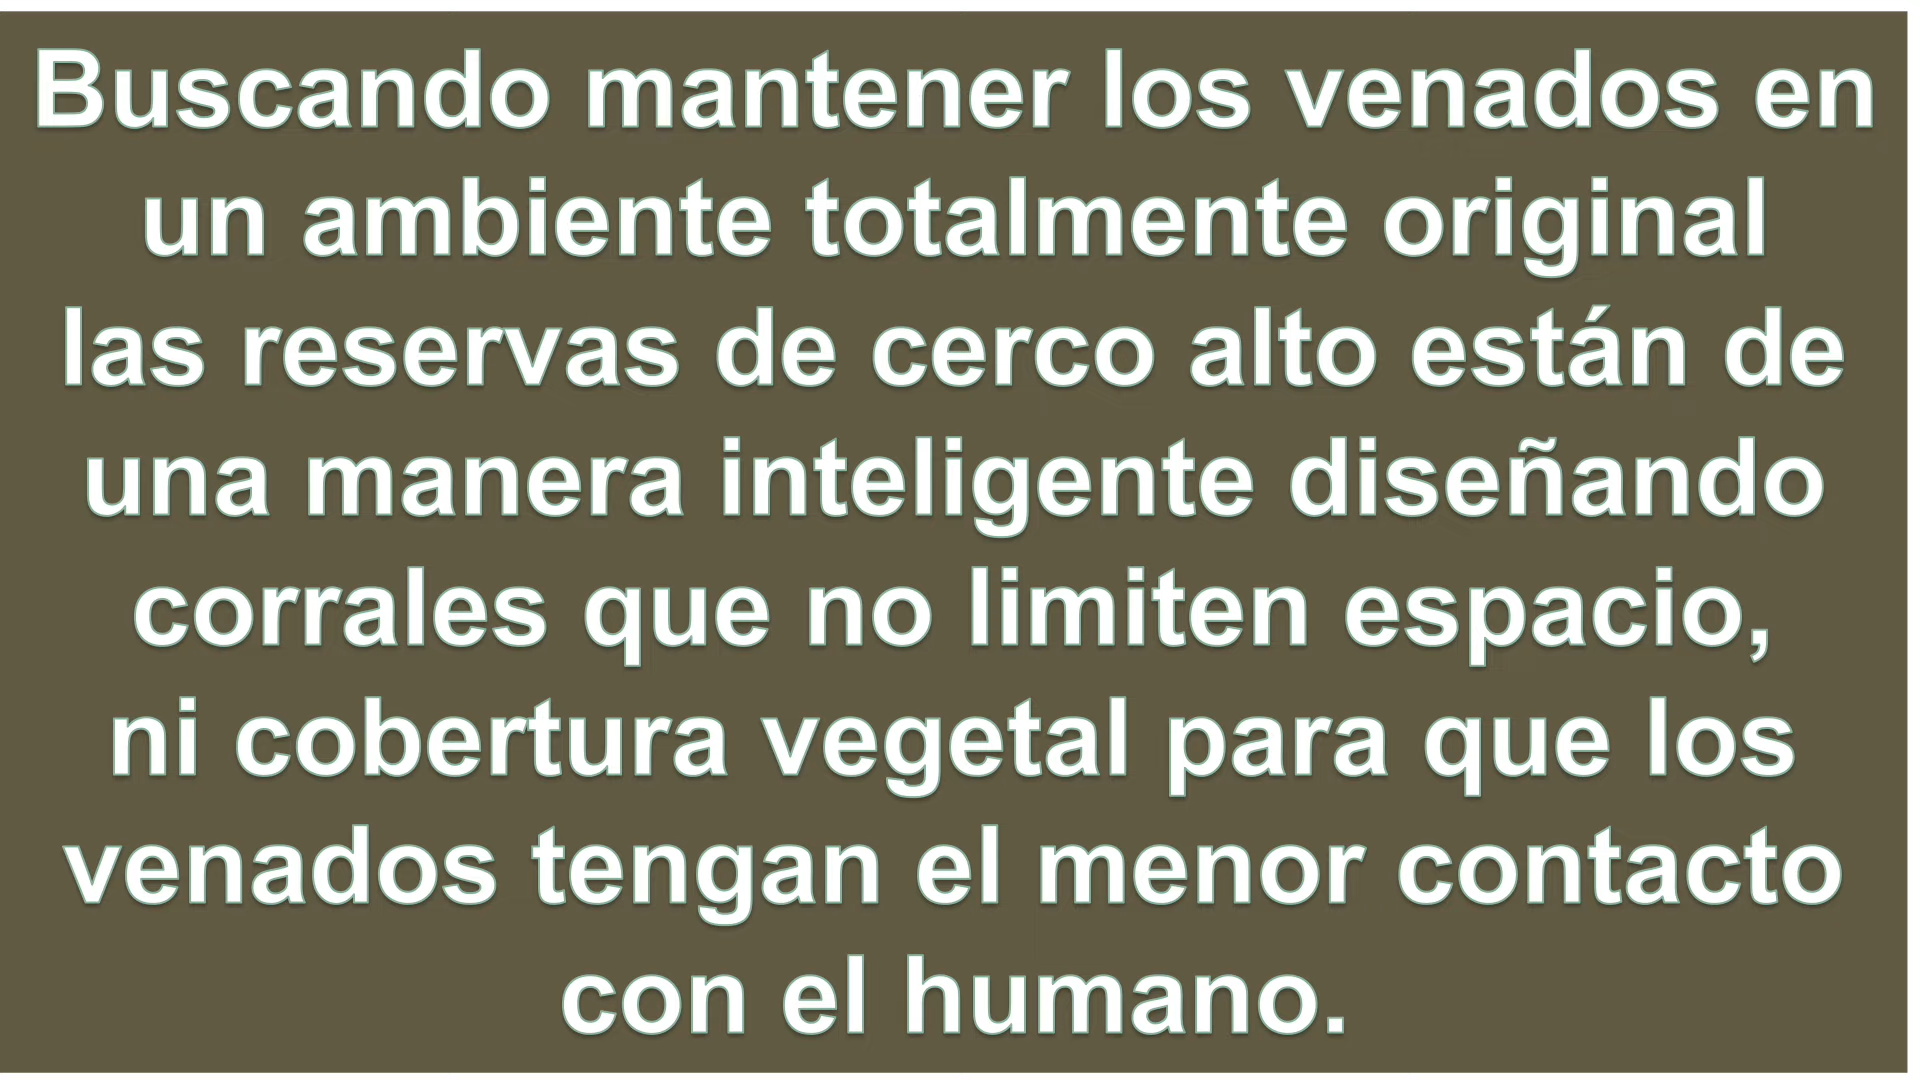 Buscando mantener los venados en
un ambiente totalmente original
las reservas de cerco alto están de
una manera inteligente diseñando
corrales que no limiten espacio,
ni cobertura vegetal para que los
venados tengan el menor contacto
con el humano.